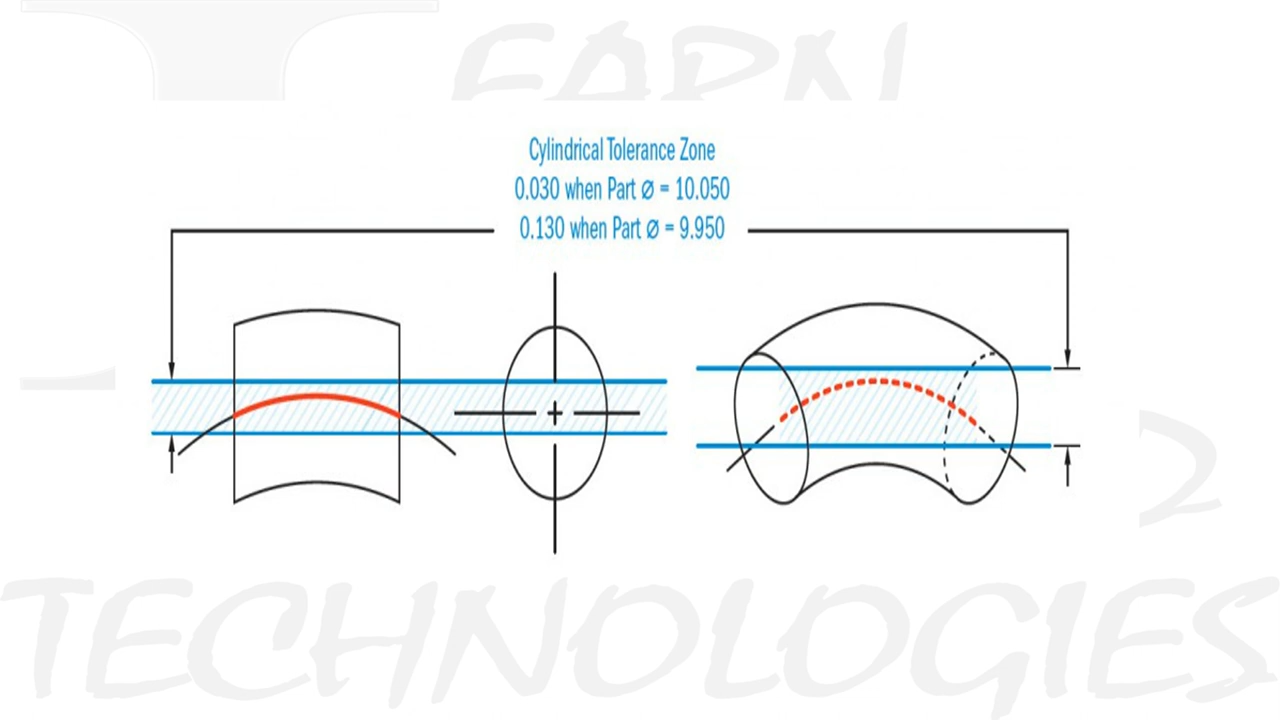 Cylindrical Tolerance Zone
0.030 when Part ⌀ = 10.050
0.130 when Part ⌀ = 9.950
TECHNOLOGIES